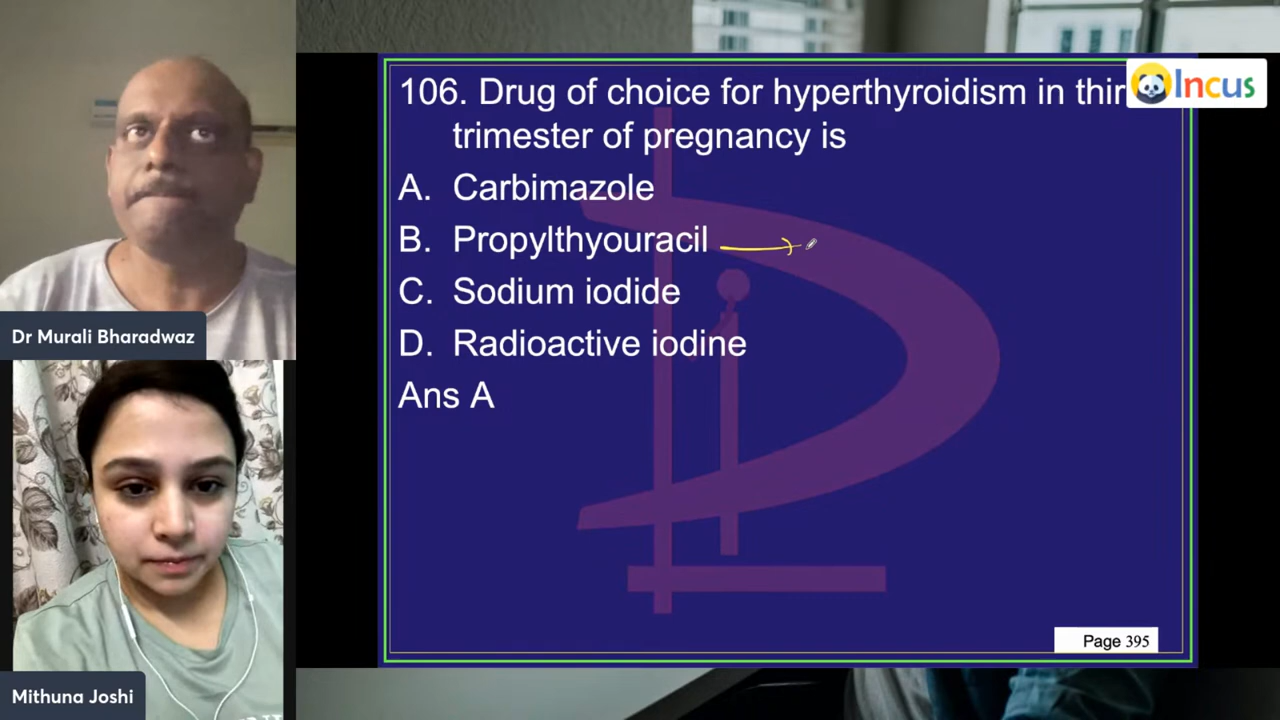 106. Drug of choice for hyperthyroidism in thir
Incus
trimester of pregnancy is
A. Carbimazole
B. Propylthyouracil
C. Sodium iodide
D. Radioactive iodine
Ans A
Page 395
Dr Murali Bharadwaz
Mithuna Joshi